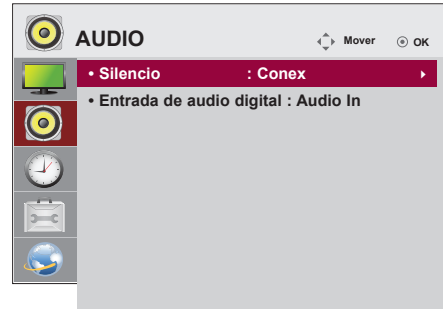 AUDIO
Mover OK
• Silencio : Conex
• Entrada de audio digital : Audio In